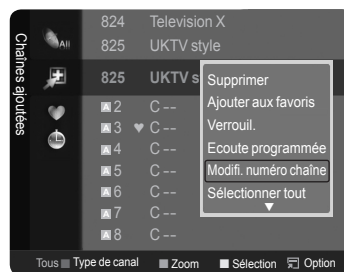 Chaînes ajoutées
All
824 Television X
825 UKTV style
825 UKTV s
A 2 C --
A 3 ♥ C --
A 4 C --
A 5 C --
A 6 C --
A 7 C --
A 8 C --
Supprimer
Ajouter aux favoris
Verrouil.
Ecoute programmée
Modifi. numéro chaîne
Sélectionner tout
▼
Tous Type de canal Zoom Sélection Option